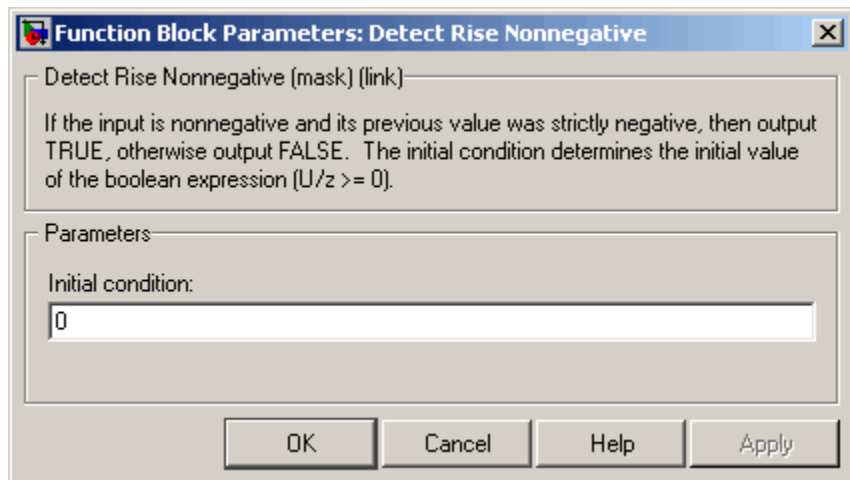 Function Block Parameters: Detect Rise Nonnegative
Detect Rise Nonnegative (mask) (link)
If the input is nonnegative and its previous value was strictly negative, then output
TRUE, otherwise output FALSE.  The initial condition determines the initial value
of the boolean expression (U/z >= 0).
Parameters
Initial condition:
0
OK
Cancel
Help
Apply